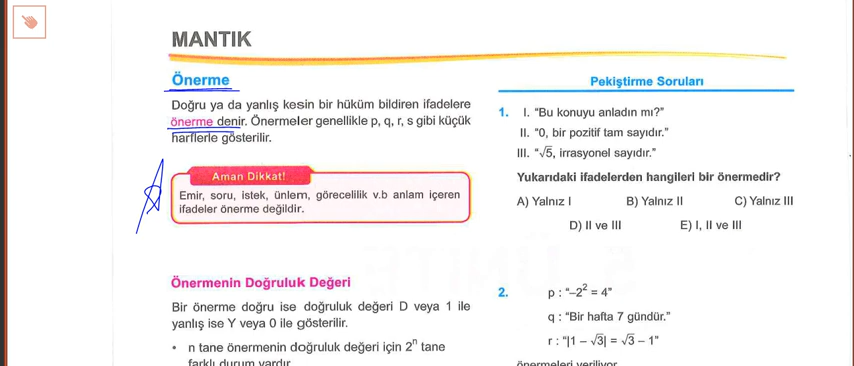 MANTIK
Önerme
Doğru ya da yanlış kesin bir hüküm bildiren ifadelere
önerme denir. Önermeler genellikle p, q, r, s gibi küçük
harflerle gösterilir.
Aman Dikkat!
Emir, soru, istek, ünlem, görecelilik v.b anlam içeren
ifadeler önerme değildir.
Önermenin Doğruluk Değeri
Bir önerme doğru ise doğruluk değeri D veya 1 ile
yanlış ise Y veya 0 ile gösterilir.
• n tane önermenin doğruluk değeri için 2ⁿ tane
farklı durum vardır
Pekiştirme Soruları
1. I. “Bu konuyu anladın mı?”
II. “0, bir pozitif tam sayıdır.”
III. “√5, irrasyonel sayıdır.”
Yukarıdaki ifadelerden hangileri bir önermedir?
A) Yalnız I B) Yalnız II C) Yalnız III
D) II ve III E) I, II ve III
2. p : “–2² = 4”
q : “Bir hafta 7 gündür.”
r : “|1 – √3| = √3 – 1”
önermeleri veriliyor